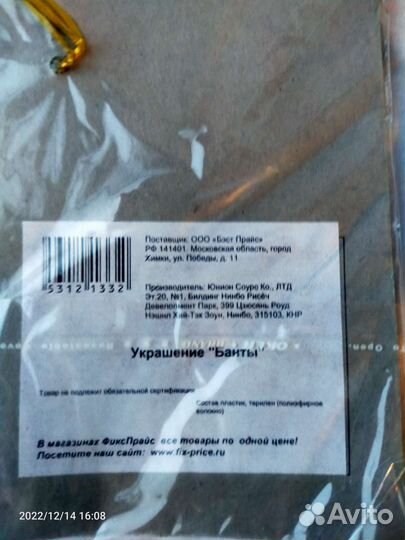 Поставщик: ООО «Бэст Прайс»
РФ 141401. Московская область, город
Химки, ул. Победы, д. 11
53121332
Производитель: Юнион Соурс Ко., ЛТД
Эт.20, №1, Билдинг Нинбо Рисёч
Девелопмент Парк, 399 Цзюсянь Роуд
Нэшнл Хай-Тэк Зоун, Нинбо, 315103, КНР
Украшение "Банты"
Товар не подлежит обязательной сертификации
Состав пластик, терилен (полиэфирное
волокно)
В магазинах ФиксПрайс все товары по одной цене!
Посетите наш сайт: www.fix-price.ru
2022/12/14 16:08
Avito